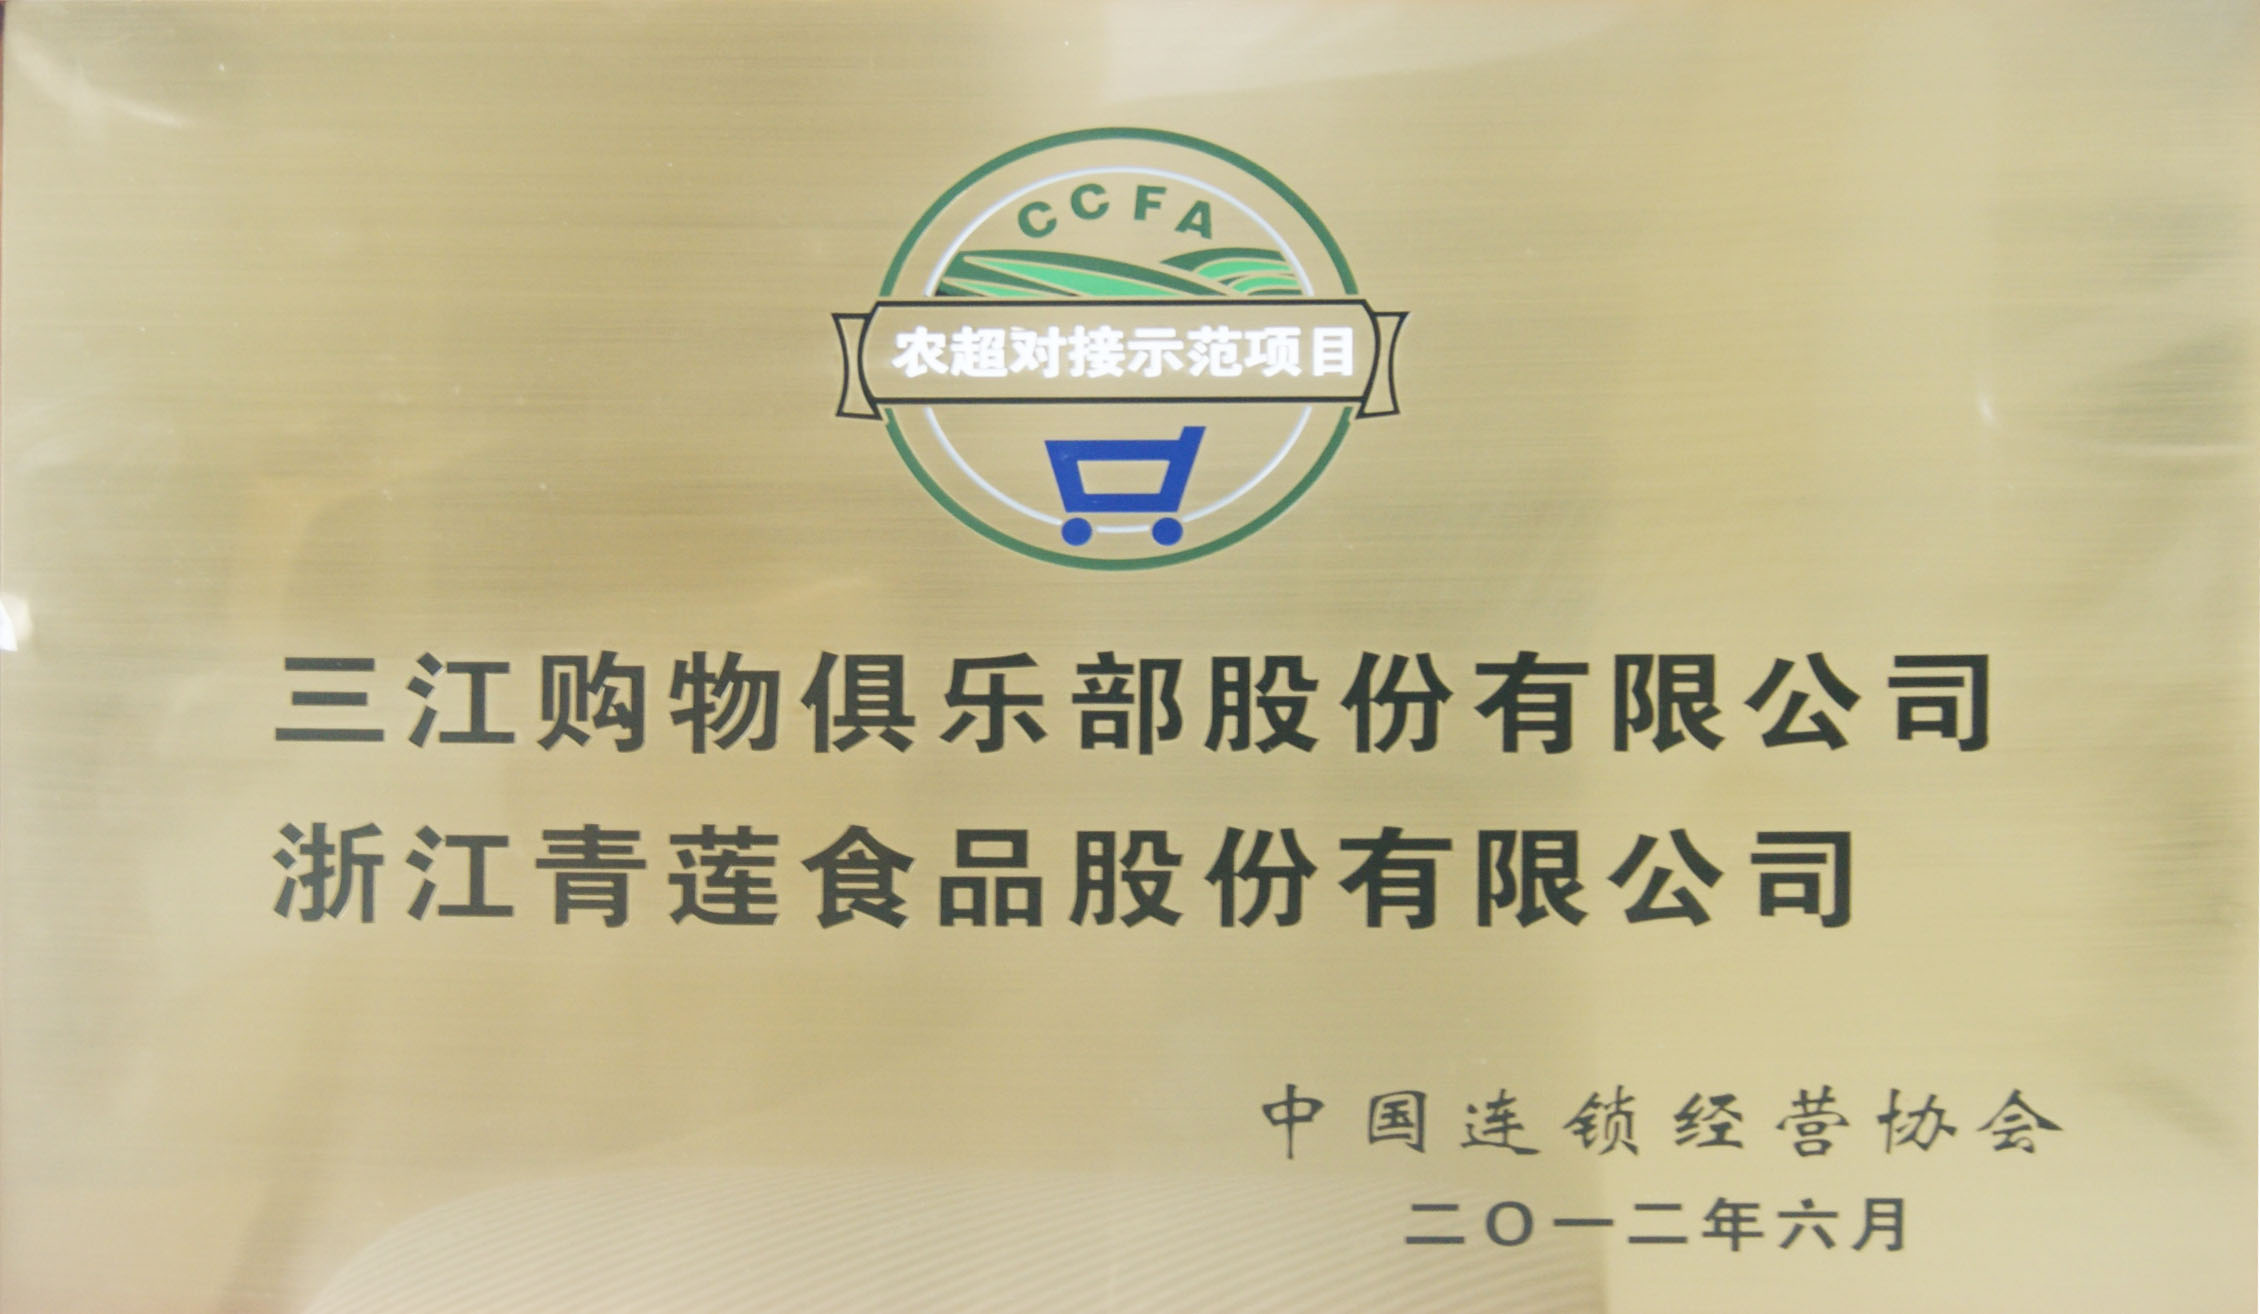 CCFA
农超对接示范项目
三江购物俱乐部股份有限公司
浙江青莲食品股份有限公司
中国连锁经营协会
二〇一二年六月